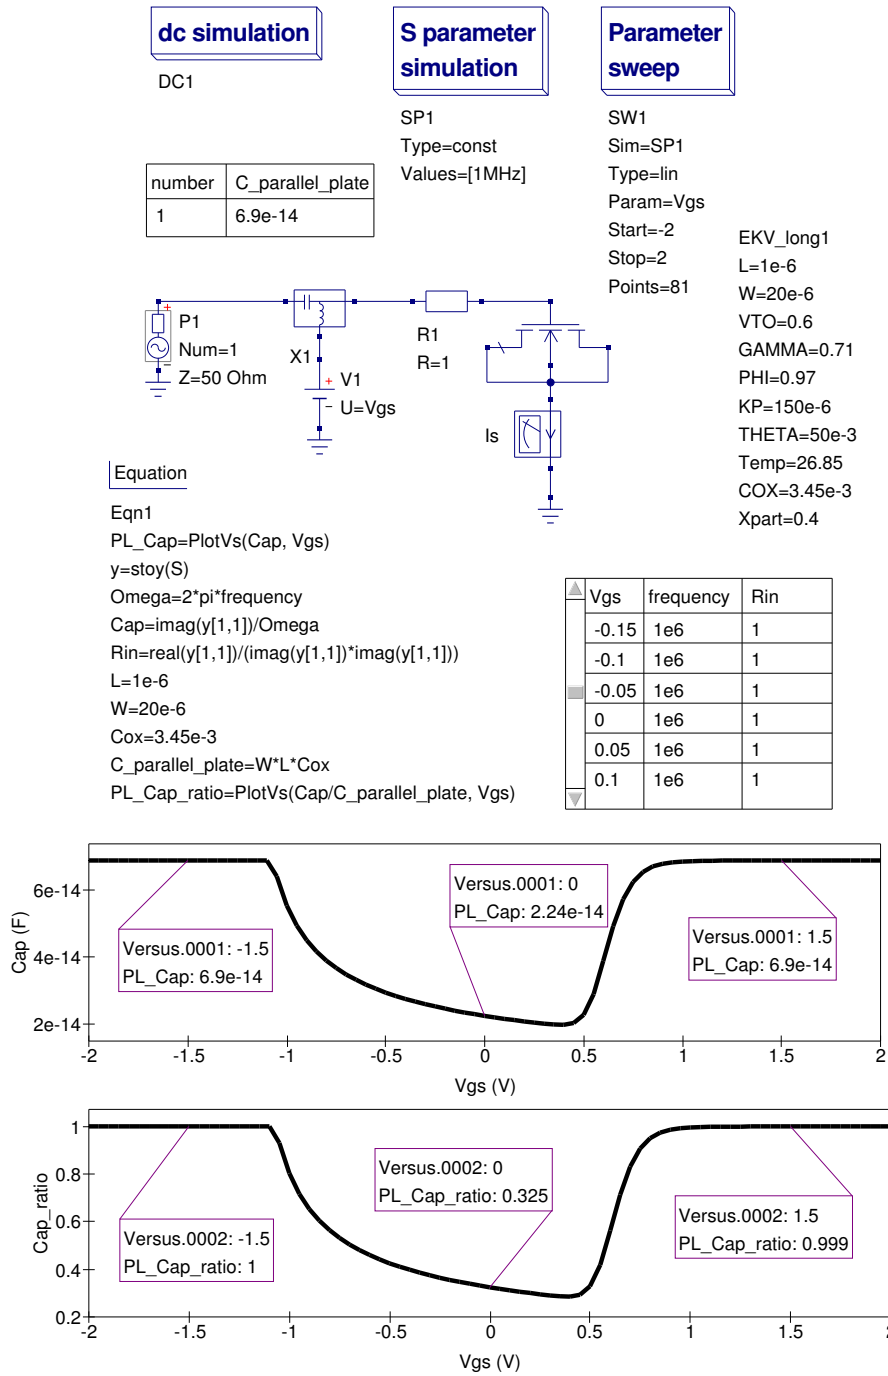 dc simulation
DC1
S parameter
simulation
SP1
Type=const
Values=[1MHz]
Parameter
sweep
SW1
Sim=SP1
Type=lin
Param=Vgs
Start=-2
Stop=2
Points=81
number C_parallel_plate
1 6.9e-14
EKV_long1
L=1e-6
W=20e-6
VTO=0.6
GAMMA=0.71
PHI=0.97
KP=150e-6
THETA=50e-3
Temp=26.85
COX=3.45e-3
Xpart=0.4
P1
Num=1
Z=50 Ohm
X1
V1
U=Vgs
R1
R=1
Is
Equation
Eqn1
PL_Cap=PlotVs(Cap, Vgs)
y=stoy(S)
Omega=2*pi*frequency
Cap=imag(y[1,1])/Omega
Rin=real(y[1,1])/(imag(y[1,1])*imag(y[1,1]))
L=1e-6
W=20e-6
Cox=3.45e-3
C_parallel_plate=W*L*Cox
PL_Cap_ratio=PlotVs(Cap/C_parallel_plate, Vgs)
Vgs frequency Rin
-0.15 1e6 1
-0.1 1e6 1
-0.05 1e6 1
0 1e6 1
0.05 1e6 1
0.1 1e6 1
Cap (F)
6e-14
4e-14
2e-14
Versus.0001: -1.5
PL_Cap: 6.9e-14
Versus.0001: 0
PL_Cap: 2.24e-14
Versus.0001: 1.5
PL_Cap: 6.9e-14
-2 -1.5 -1 -0.5 0 0.5 1 1.5 2
Vgs (V)
Cap_ratio
1
0.8
0.6
0.4
0.2
Versus.0002: -1.5
PL_Cap_ratio: 1
Versus.0002: 0
PL_Cap_ratio: 0.325
Versus.0002: 1.5
PL_Cap_ratio: 0.999
-2 -1.5 -1 -0.5 0 0.5 1 1.5 2
Vgs (V)